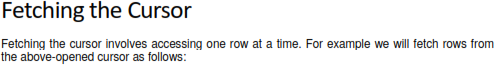 Fetching the Cursor
Fetching the cursor involves accessing one row at a time. For example we will fetch rows from
the above-opened cursor as follows: